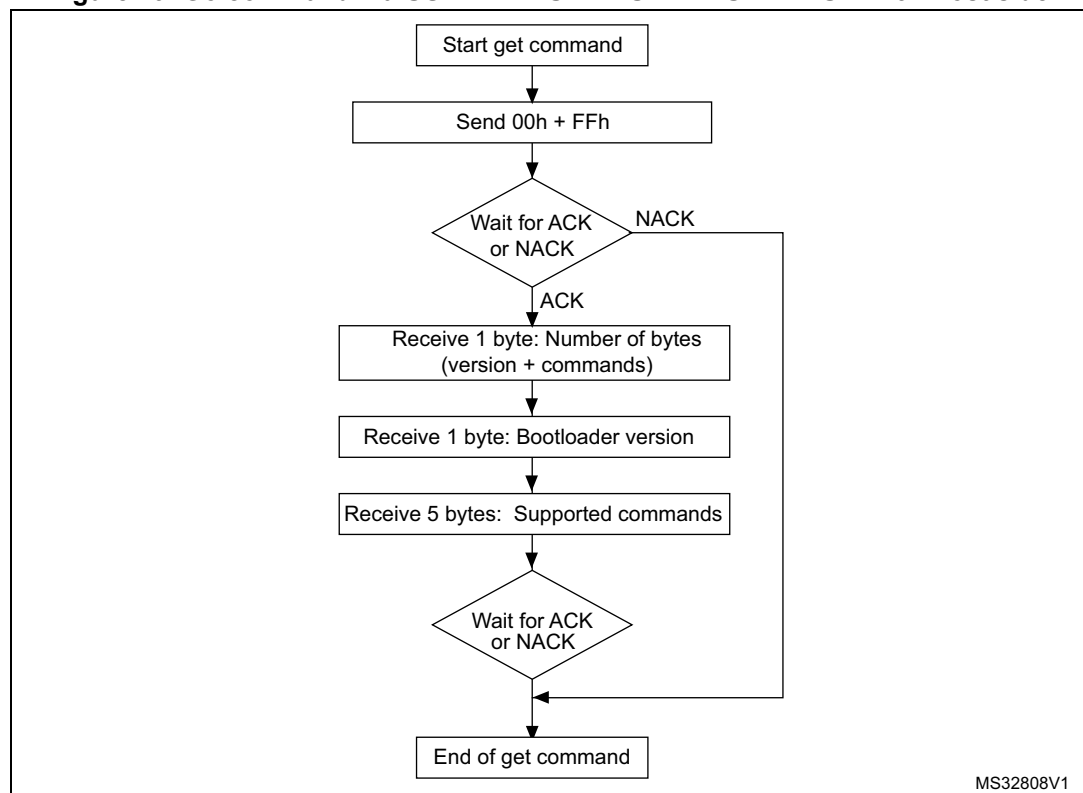 Start get command
Send 00h + FFh
Wait for ACK
or NACK
NACK
ACK
Receive 1 byte: Number of bytes
(version + commands)
Receive 1 byte: Bootloader version
Receive 5 bytes: Supported commands
Wait for ACK
or NACK
End of get command
MS32808V1